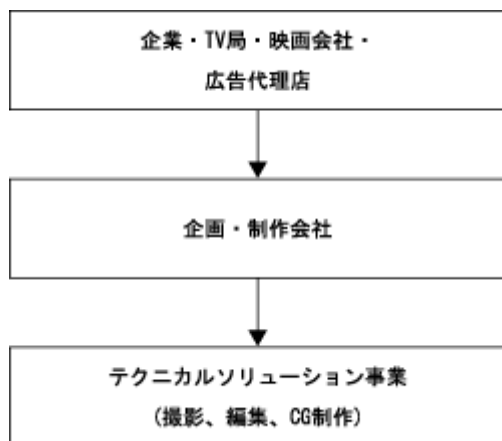 企業・TV局・映画会社・
広告代理店
企画・制作会社
テクニカルソリューション事業
(撮影、編集、CG制作)